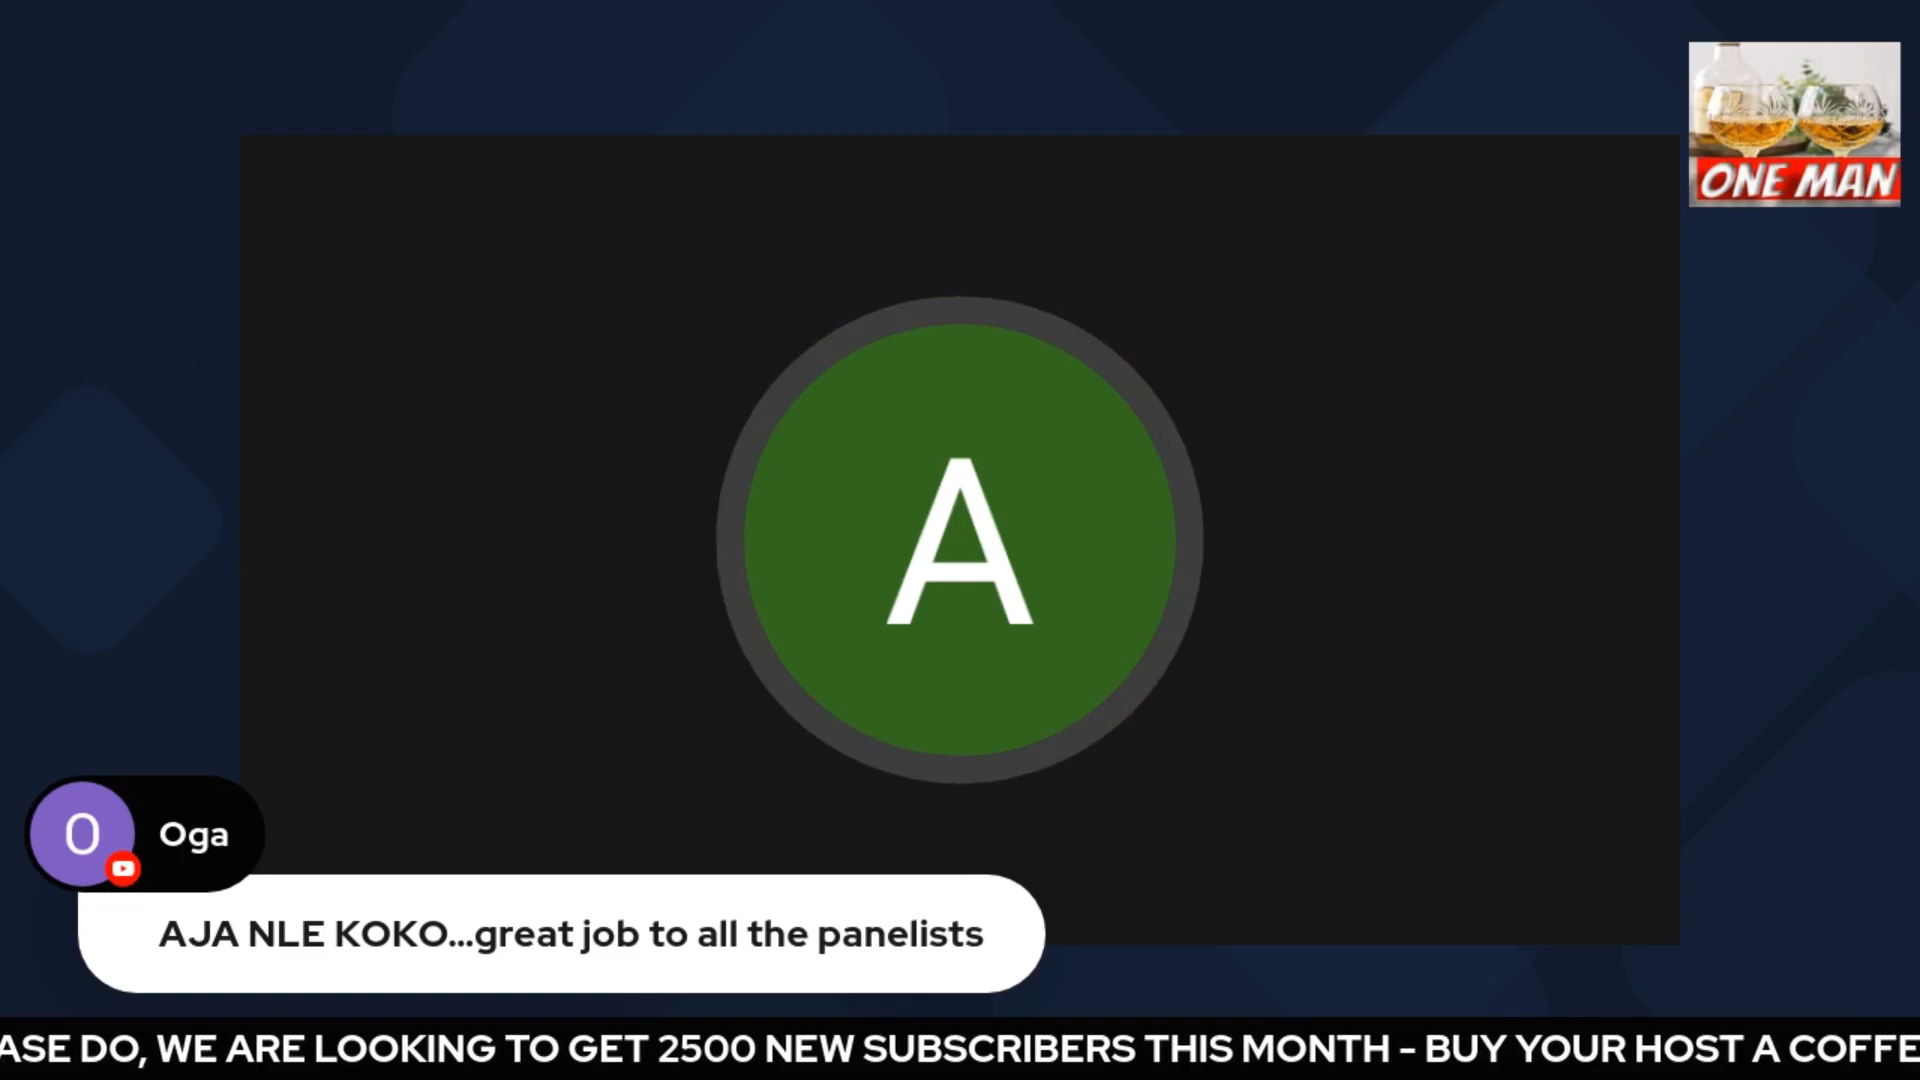 ONE MAN
A
O
Oga
AJA NLE KOKO...great job to all the panelists
ASE DO, WE ARE LOOKING TO GET 2500 NEW SUBSCRIBERS THIS MONTH - BUY YOUR HOST A COFFE